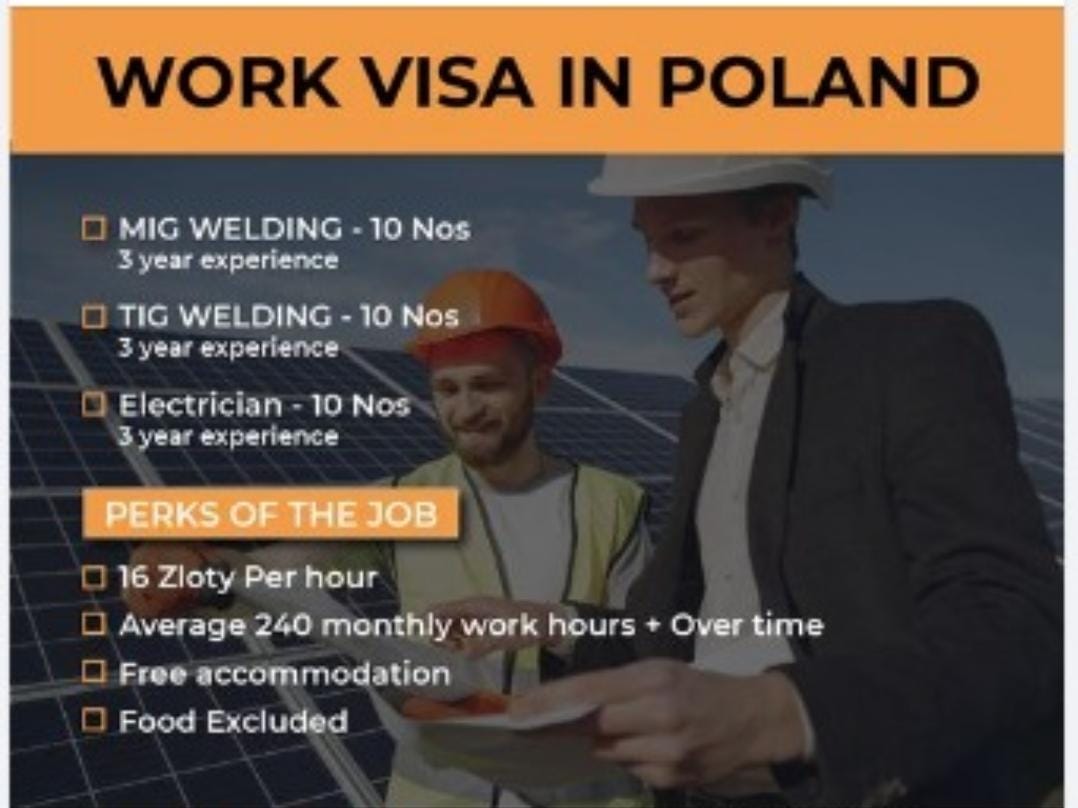 WORK VISA IN POLAND
MIG WELDING - 10 Nos
3 year experience
TIG WELDING - 10 Nos
3 year experience
Electrician - 10 Nos
3 year experience
PERKS OF THE JOB
16 Zloty Per hour
Average 240 monthly work hours + Over time
Free accommodation
Food Excluded